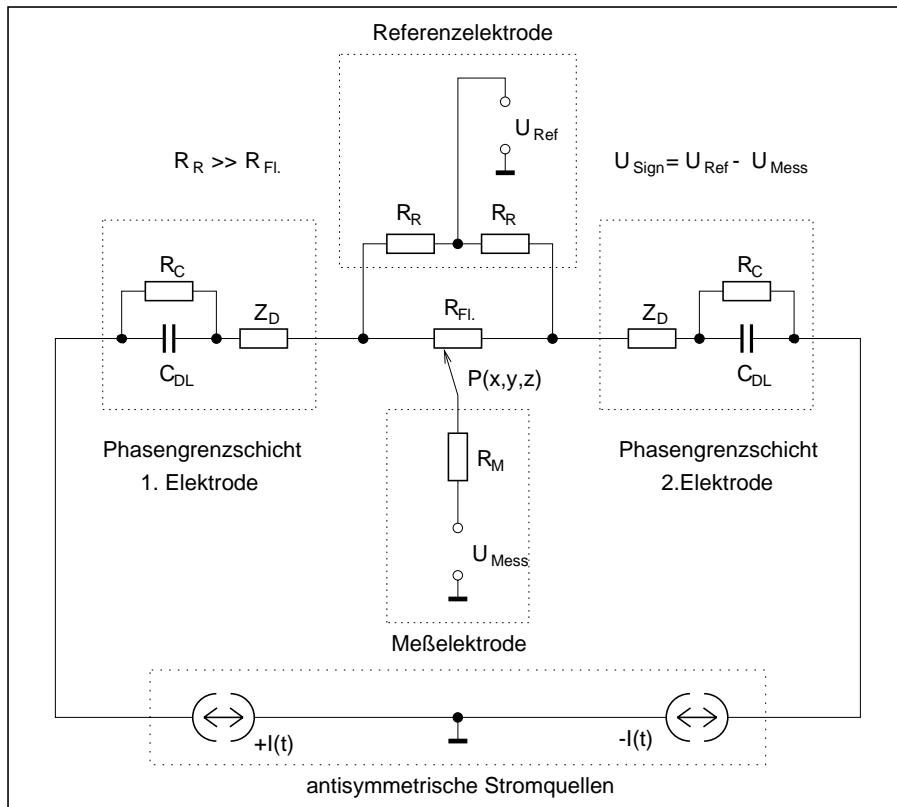 Referenzelektrode
U Ref
R R >> R Fl.
U Sign = U Ref - U Mess
R R
R R
R C
R C
Z D
R Fl.
Z D
C DL
P(x,y,z)
C DL
Phasengrenzschicht
1. Elektrode
R M
Phasengrenzschicht
2.Elektrode
U Mess
Meßelektrode
+I(t)
-I(t)
antisymmetrische Stromquellen